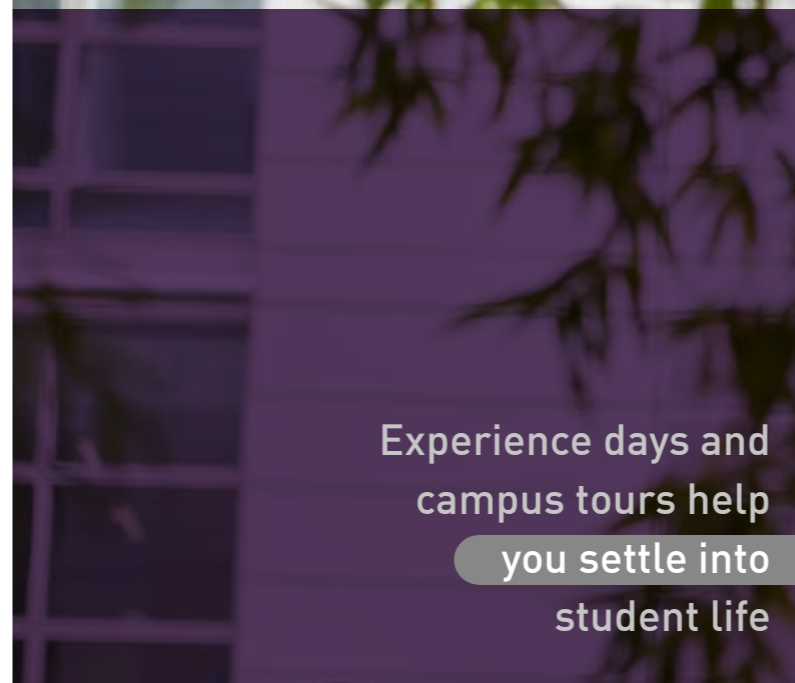 Experience days and
campus tours help
you settle into
student life